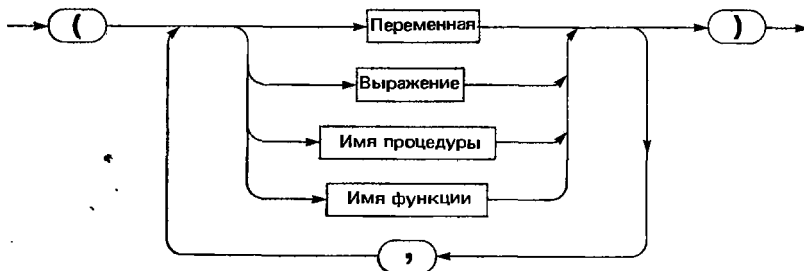 ( Переменная )
Выражение
Имя процедуры
Имя функции
,